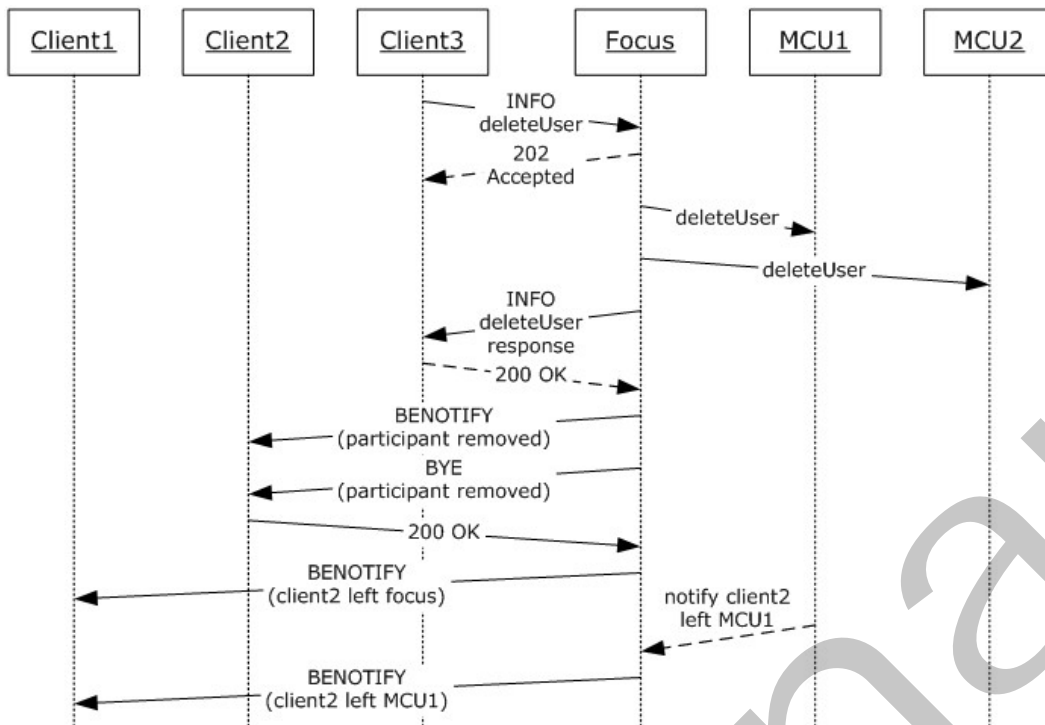 Client1
Client2
Client3
Focus
MCU1
MCU2
INFO
deleteUser
202
Accepted
deleteUser
deleteUser
INFO
deleteUser
response
200 OK
BENOTIFY
(participant removed)
BYE
(participant removed)
200 OK
BENOTIFY
(client2 left focus)
notify client2
left MCU1
BENOTIFY
(client2 left MCU1)